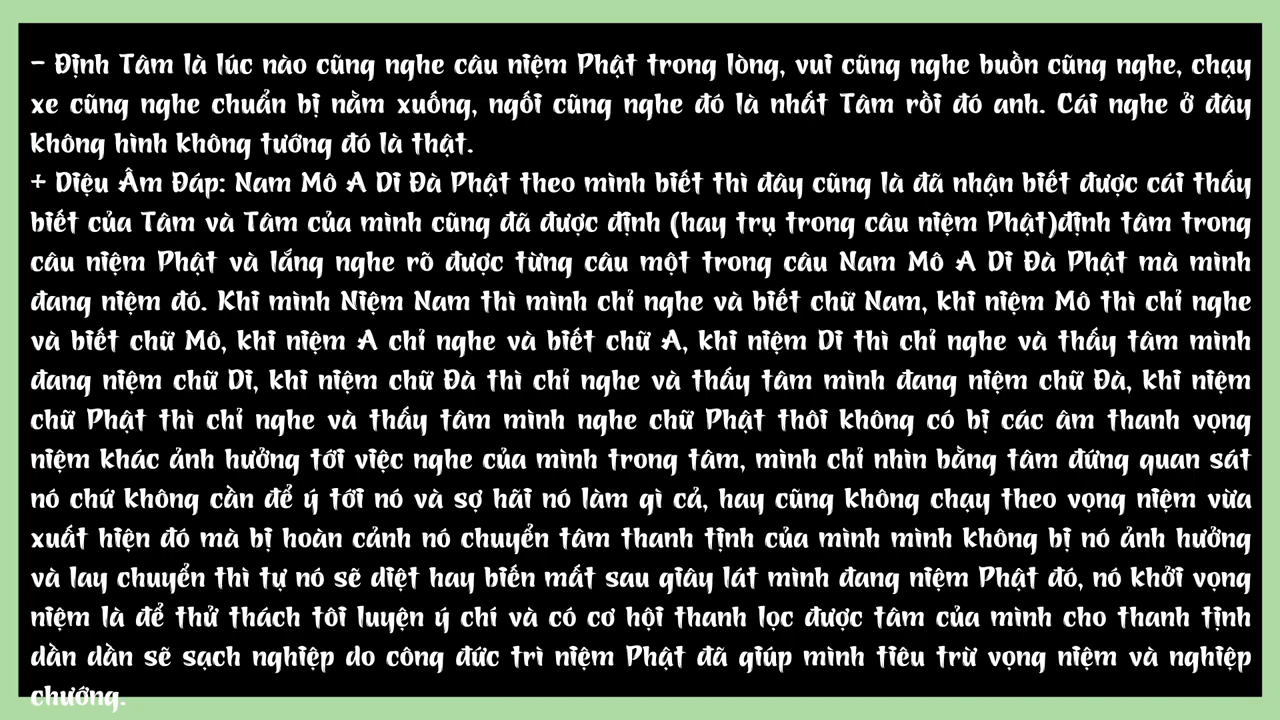 – Định Tâm là lúc nào cũng nghe câu niệm Phật trong lòng, vui cũng nghe buồn cũng nghe, chạy
xe cũng nghe chuẩn bị nằm xuống, ngồi cũng nghe đó là nhất Tâm rồi đó anh. Cái nghe ở đây
không hình không tướng đó là thật.
+ Diệu Âm Đáp: Nam Mô A Di Đà Phật theo mình biết thì đây cũng là đã nhận biết được cái thấy
biết của Tâm và Tâm của mình cũng đã được định (hay trụ trong câu niệm Phật)định tâm trong
câu niệm Phật và lắng nghe rõ được từng câu một trong câu Nam Mô A Di Đà Phật mà mình
đang niệm đó. Khi mình Niệm Nam thì mình chỉ nghe và biết chữ Nam, khi niệm Mô thì chỉ nghe
và biết chữ Mô, khi niệm A chỉ nghe và biết chữ A, khi niệm Di thì chỉ nghe và thấy tâm mình
đang niệm chữ Di, khi niệm chữ Đà thì chỉ nghe và thấy tâm mình đang niệm chữ Đà, khi niệm
chữ Phật thì chỉ nghe và thấy tâm mình nghe chữ Phật thôi không có bị các âm thanh vọng
niệm khác ảnh hưởng tới việc nghe của mình trong tâm, mình chỉ nhìn bằng tâm đứng quan sát
nó chứ không cần để ý tới nó và sợ hãi nó làm gì cả, hay cũng không chạy theo vọng niệm vừa
xuất hiện đó mà bị hoàn cảnh nó chuyển tâm thanh tịnh của mình mình không bị nó ảnh hưởng
và lay chuyển thì tự nó sẽ diệt hay biến mất sau giây lát mình đang niệm Phật đó, nó khởi vọng
niệm là để thử thách tôi luyện ý chí và có cơ hội thanh lọc được tâm của mình cho thanh tịnh
dần dần sẽ sạch nghiệp do công đức trì niệm Phật đã giúp mình tiêu trừ vọng niệm và nghiệp
chướng.